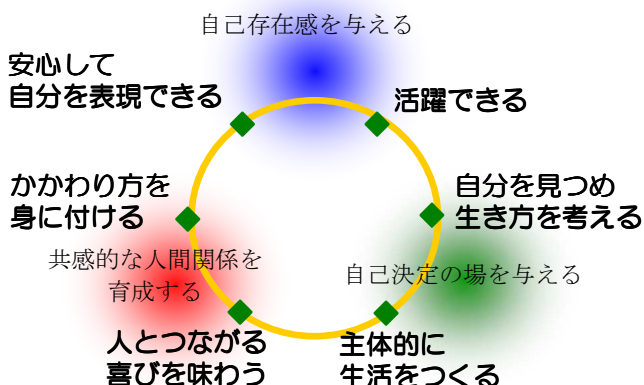 自己存在感を与える
安心して
自分を表現できる
活躍できる
かかわり方を
身に付ける
自分を見つめ
生き方を考える
共感的な人間関係を
育成する
自己決定の場を与える
人とつながる
喜びを味わう
主体的に
生活をつくる